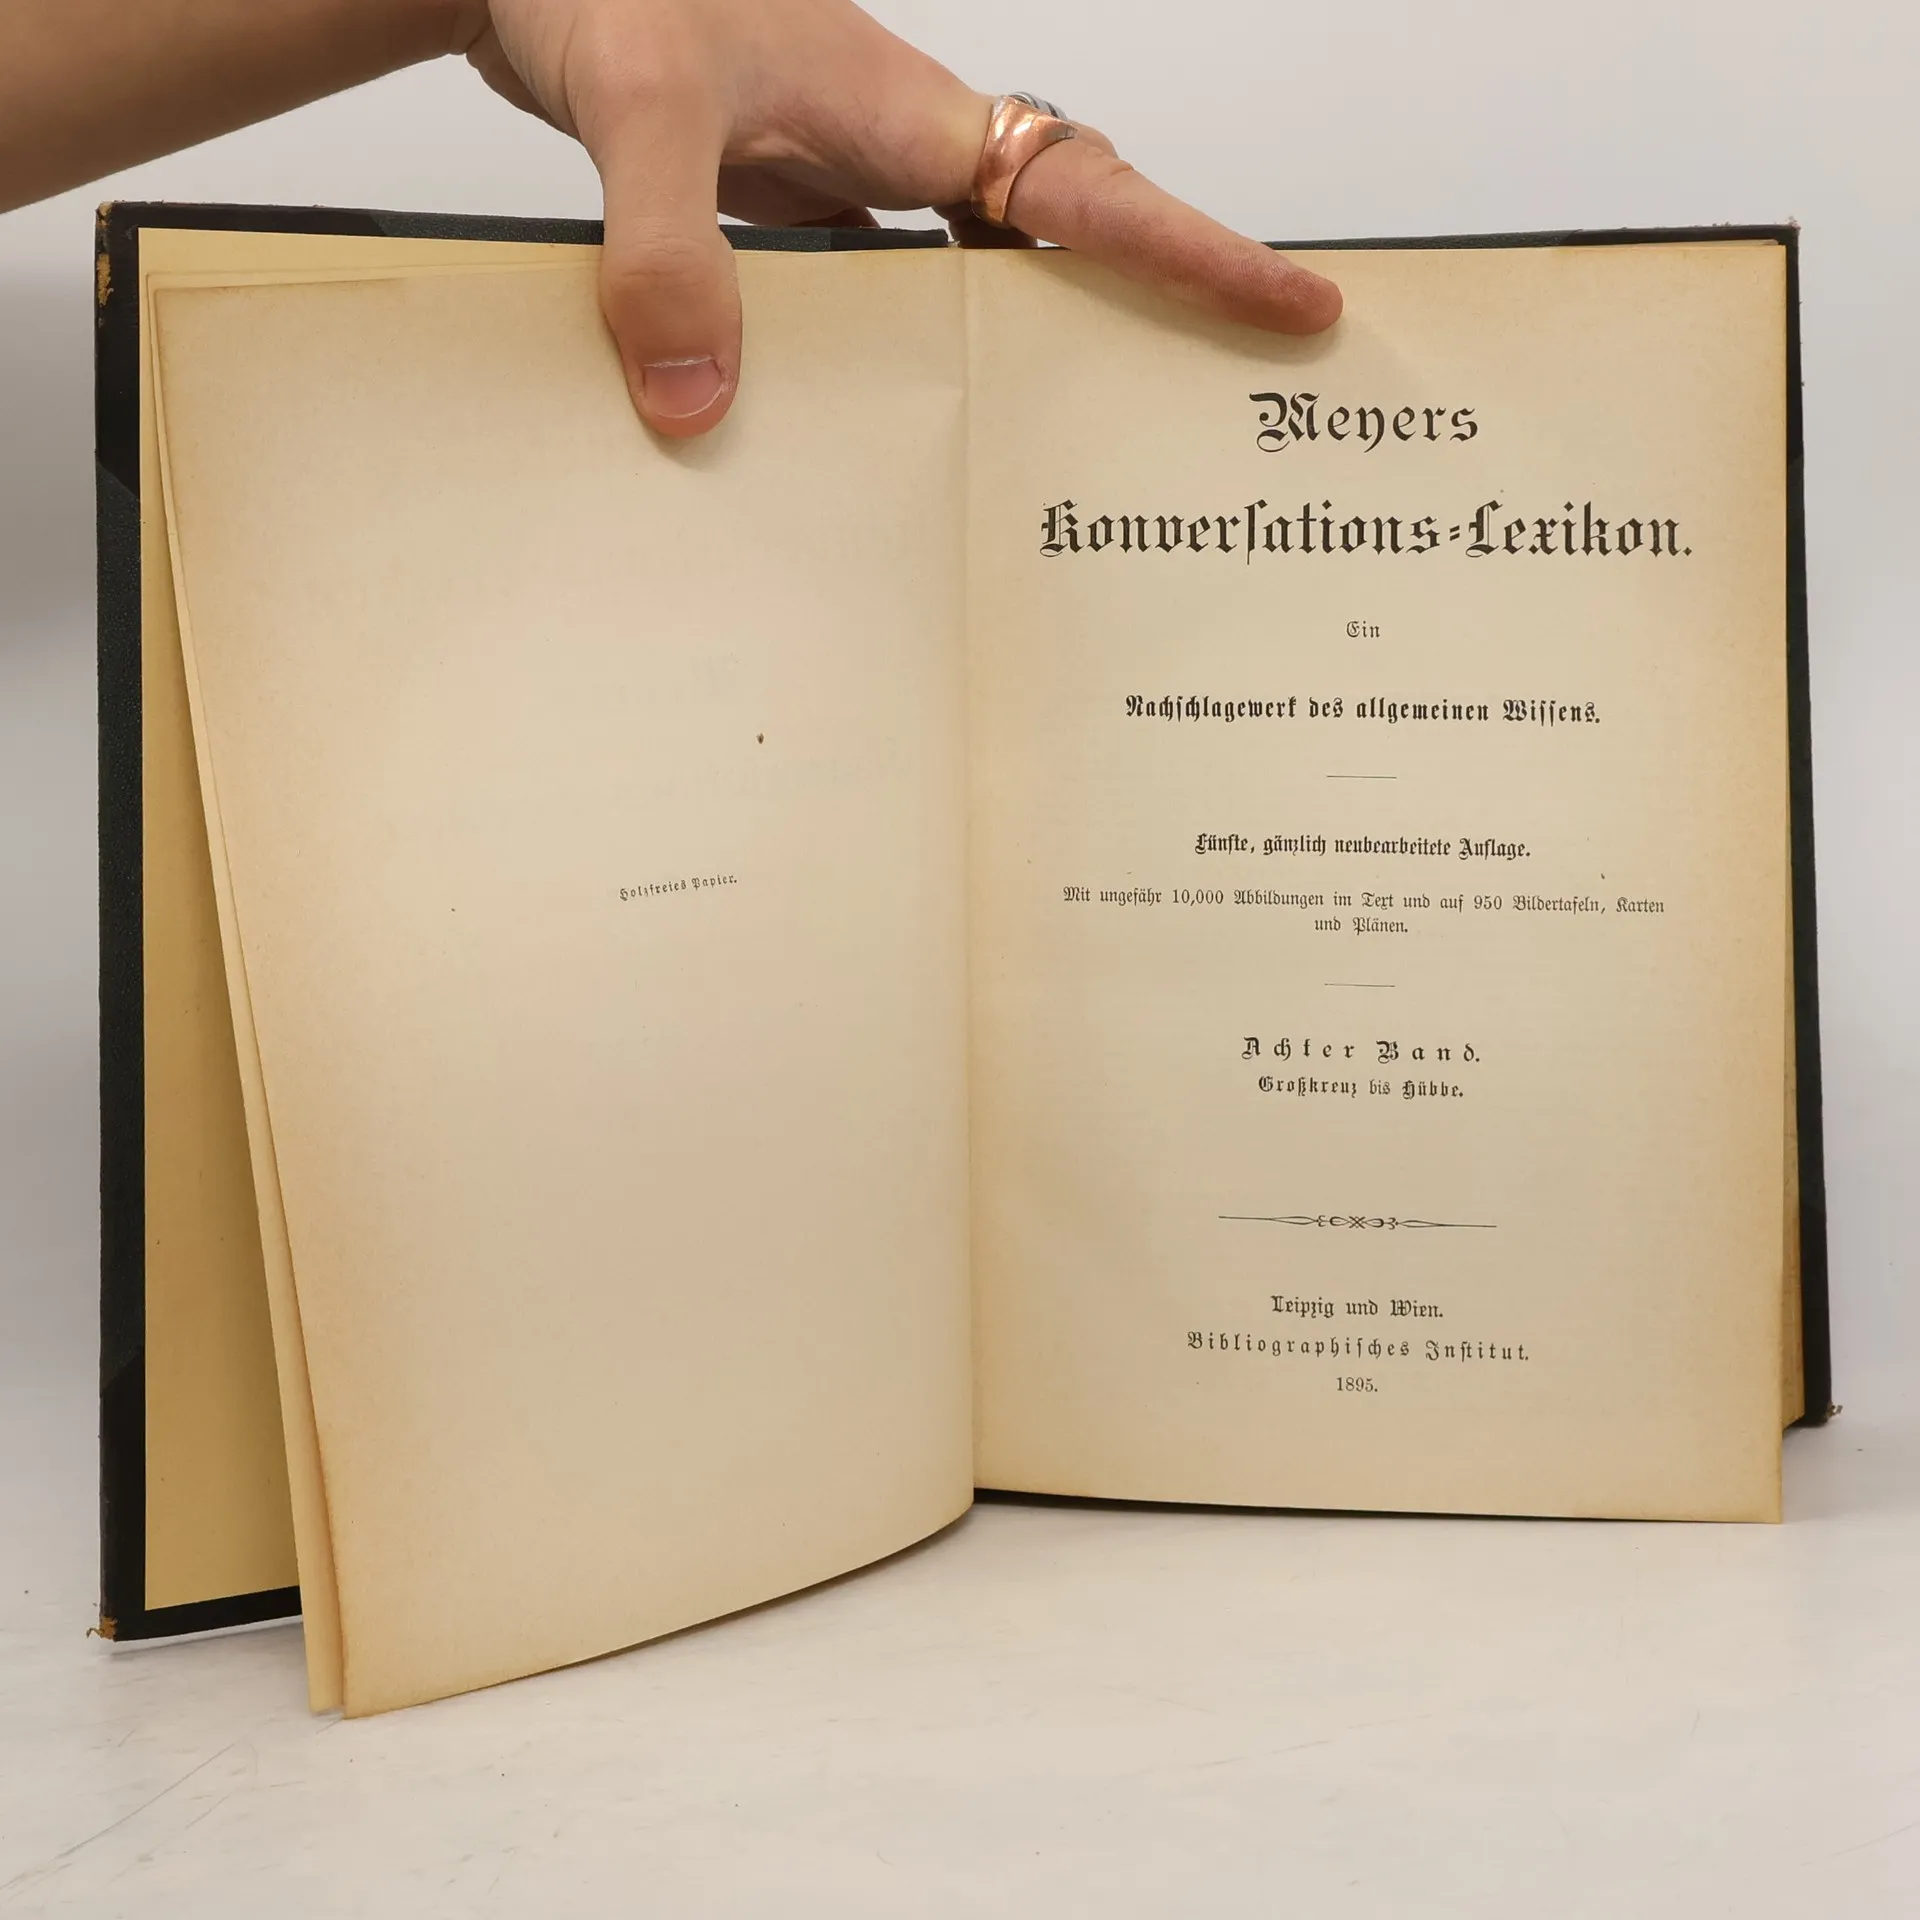 Holzfreies Papier.
Meyers
Konverſations-Lexikon.
Ein
Nachſchlagewerk des allgemeinen Wiſſens.
Fünfte, gänzlich neubearbeitete Auflage.
Mit ungefähr 10,000 Abbildungen im Text und auf 950 Bildertafeln, Karten
und Plänen.
Achter Band.
Großkreuz bis Hübbe.
Leipzig und Wien.
Bibliographiſches Inſtitut.
1895.